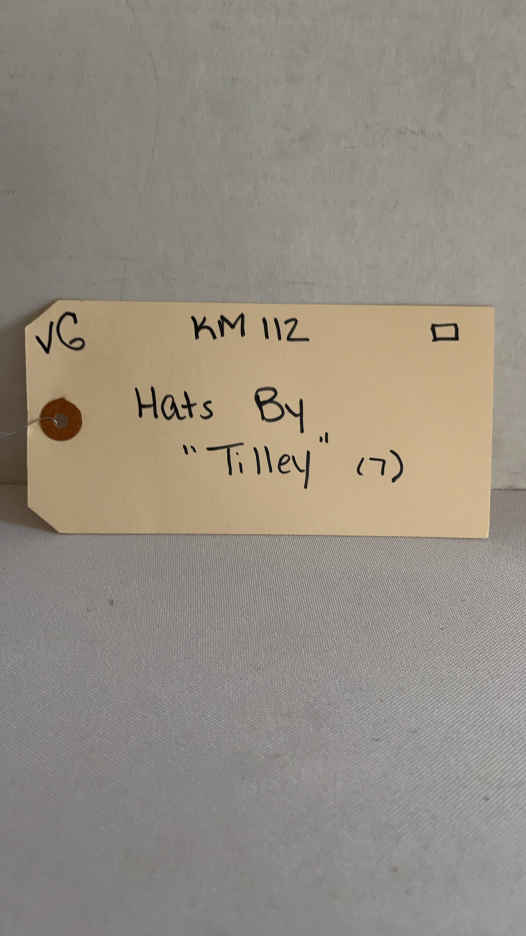 VG KM 112
Hats By
"Tilley" (7)